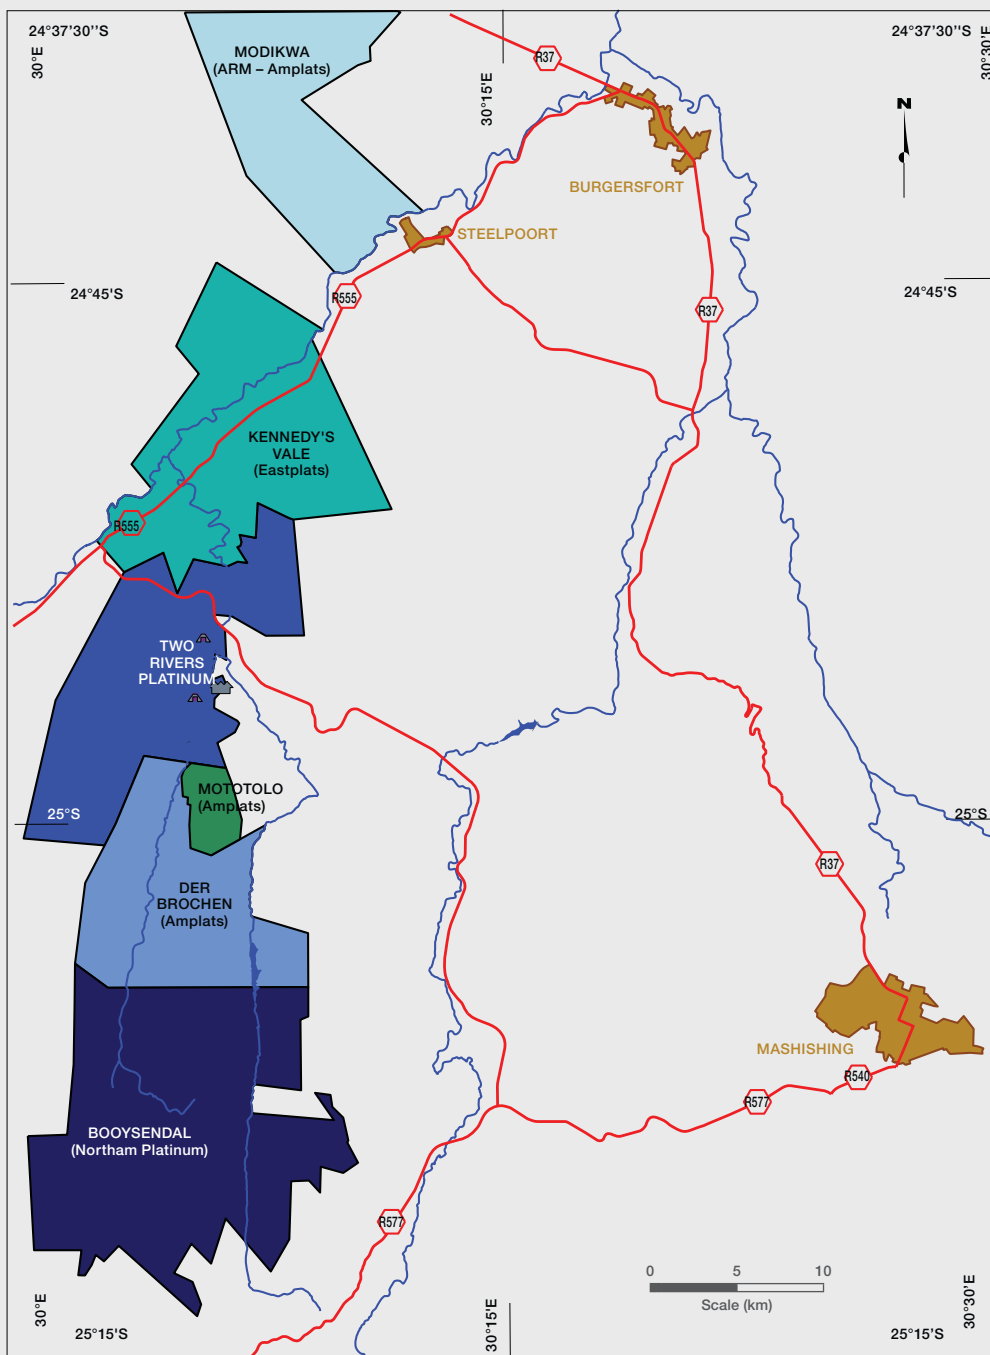 24°37'30''S
24°37'30''S
30°E
30°30'E
MODIKWA
(ARM – Amplats)
R37
30°15'E
N
BURGERSFORT
STEELPOORT
24°45'S
24°45'S
R555
R37
KENNEDY'S
VALE
(Eastplats)
R555
TWO
RIVERS
PLATINUM
MOTOTOLO
(Amplats)
25°S
25°S
R37
DER
BROCHEN
(Amplats)
MASHISHING
R540
R577
BOOYSENDAL
(Northam Platinum)
R577
0 5 10
Scale (km)
30°E
30°15'E
30°30'E
25°15'S
25°15'S